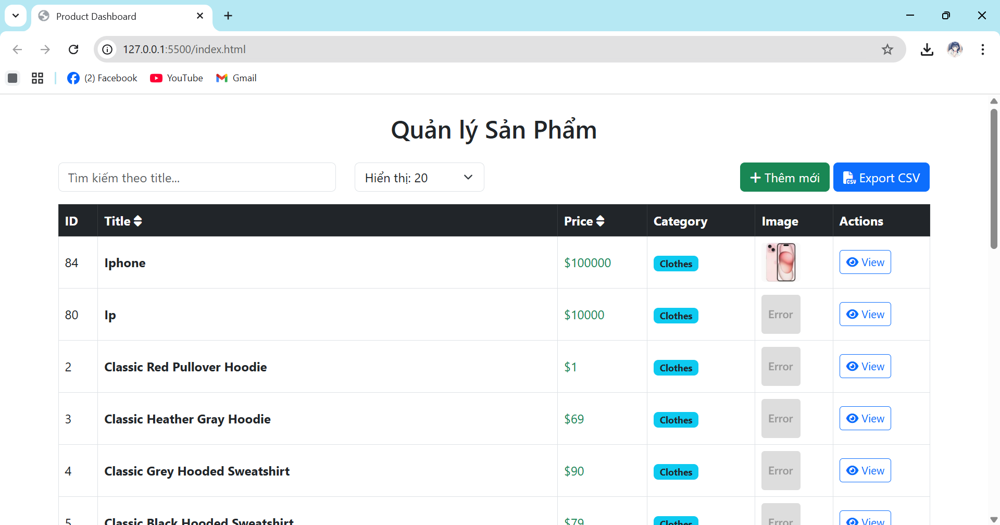 Product Dashboard
127.0.0.1:5500/index.html
(2) Facebook YouTube Gmail
Quản lý Sản Phẩm
Tìm kiếm theo title... Hiển thị: 20 Thêm mới CSV Export CSV
ID Title Price Category Image Actions
84 Iphone $100000 Clothes View
80 Ip $10000 Clothes Error View
2 Classic Red Pullover Hoodie $1 Clothes Error View
3 Classic Heather Gray Hoodie $69 Clothes Error View
4 Classic Grey Hooded Sweatshirt $90 Clothes Error View
5 Classic Black Hooded Sweatshirt $79 Clothes Error View